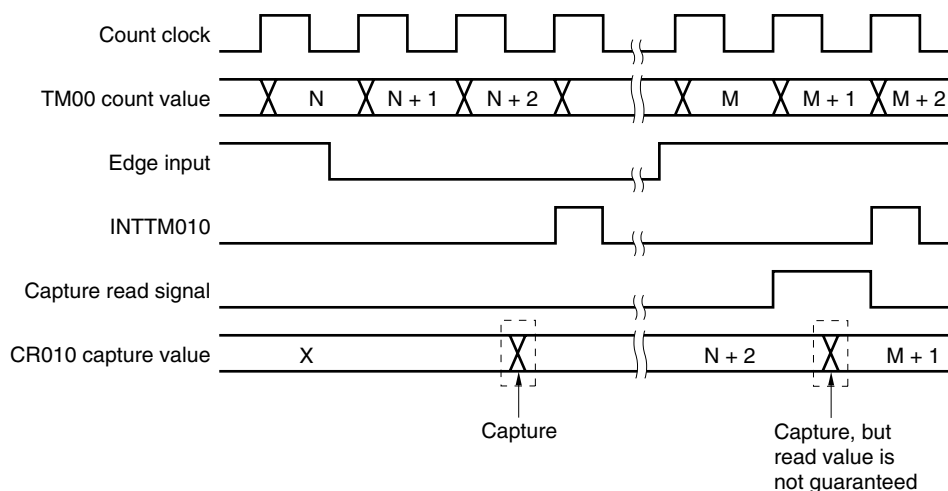 Count clock
TM00 count value N N + 1 N + 2 M M + 1 M + 2
Edge input
INTTM010
Capture read signal
CR010 capture value X N + 2 M + 1
Capture
Capture, but
read value is
not guaranteed